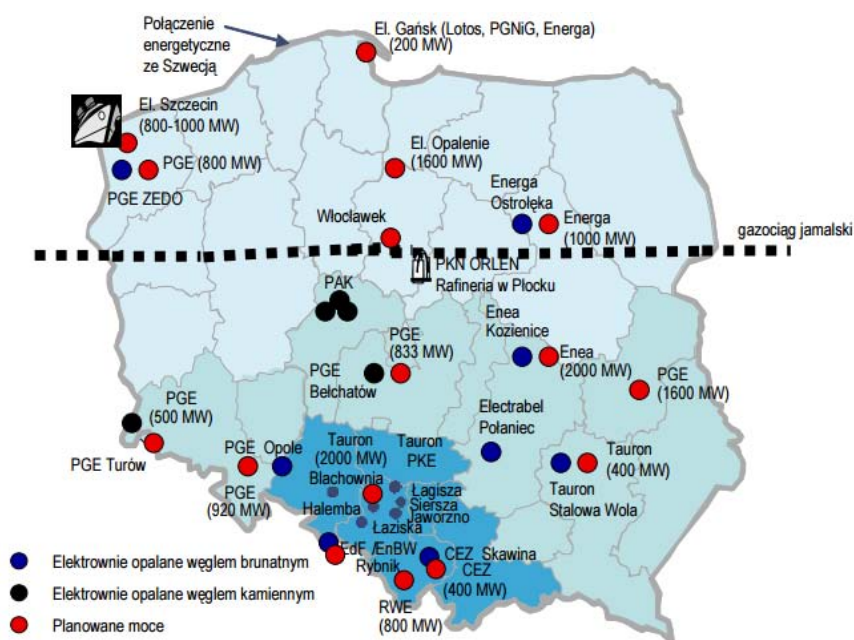 Połączenie
energetyczne
ze Szwecją
El. Gańsk (Lotos, PGNiG, Energa)
(200 MW)
El. Szczecin
(800-1000 MW)
PGE (800 MW)
PGE ZEDO
El. Opalenie
(1600 MW)
Energa
Ostrołęka
Energa
(1000 MW)
Włocławek
gazociąg jamalski
PKN ORLEN
Rafineria w Płocku
PAK
PGE
(833 MW)
PGE
Bełchatów
Enea
Kozienice
Enea
(2000 MW)
PGE
(1600 MW)
PGE
(500 MW)
PGE Turów
Electrabel
Połaniec
Tauron
(400 MW)
Tauron
Stalowa Wola
PGE Opole
PGE
(920 MW)
Tauron
(2000 MW)
Blachownia
Tauron
PKE
Halemba
Łagisza
Siersza
Jaworzno
Łaziska
EdF /EnBW
Rybnik
CEZ Skawina
CEZ
(400 MW)
RWE
(800 MW)
Elektrownie opalane węglem brunatnym
Elektrownie opalane węglem kamiennym
Planowane moce